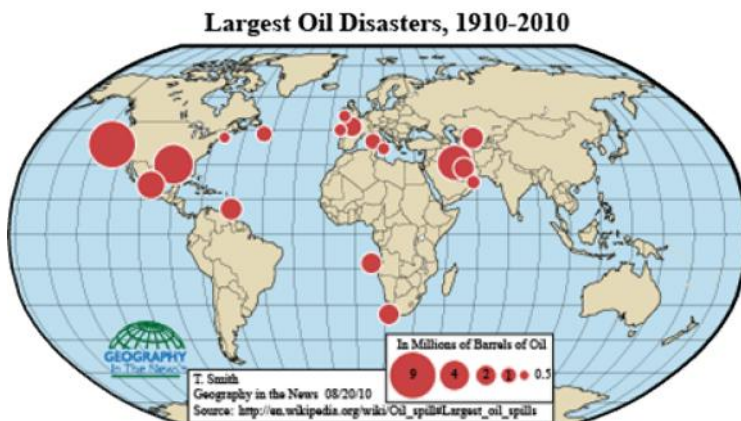 Largest Oil Disasters, 1910-2010
GEOGRAPHY
In The News
In Millions of Barrels of Oil
9 4 2 1 0.5
T. Smith
Geography in the News 08/20/10
Source: http://en.wikipedia.org/wiki/Oil_spill#Largest_oil_spills